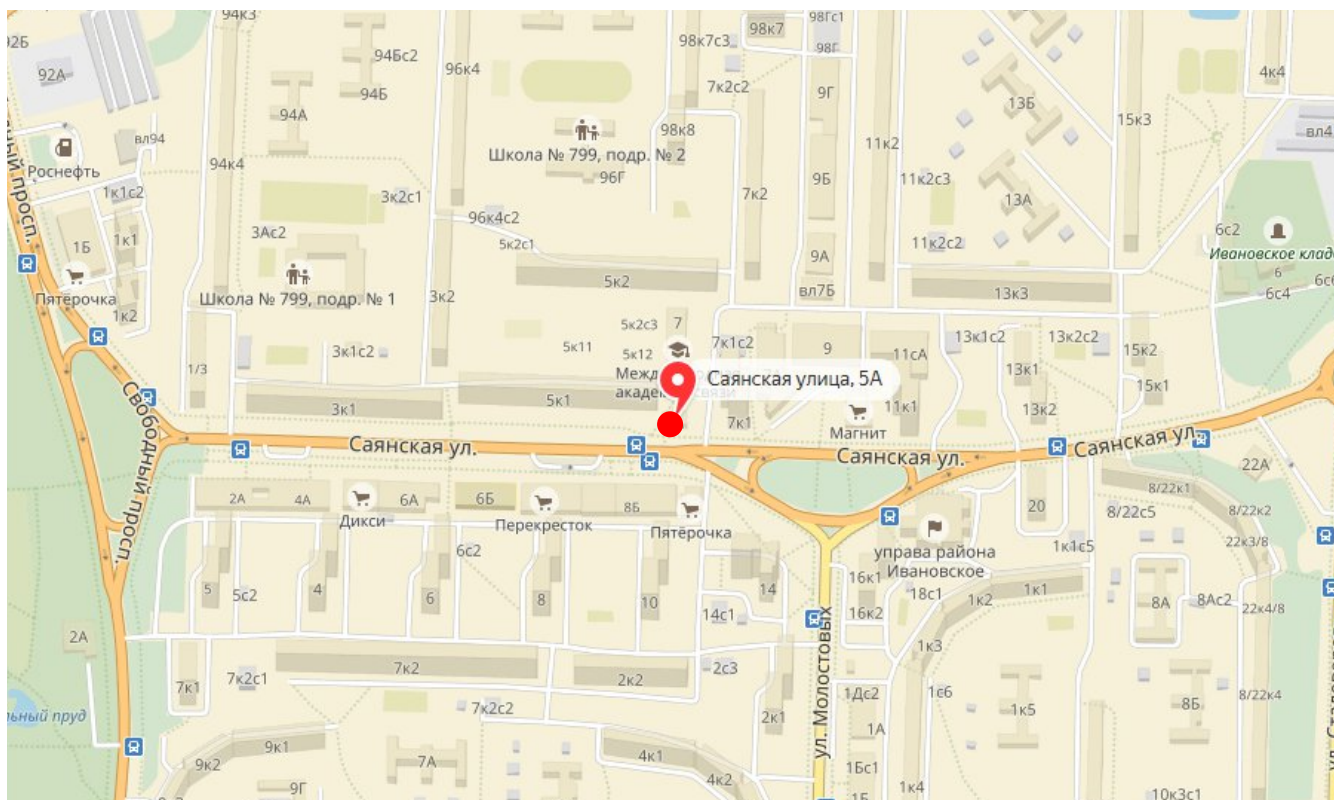 94к3
98Гс1
98к7
98к7с3
98Г
92Б
94Бс2
96к4
92А
4к4
7к2с2
9Г
94Б
13Б
94А
15к3
98к8
вл94
вл4
11к2
Роснефть
Школа № 799, подр. № 2
94к4
96Г
9Б
11к2с3
1к1с2
3к2с1
7к2
13А
96к4с2
6с2
3Ас2
1к1
1Б
5к2с1
11к2с2
9А
Ивановское клад
6
5к2
вл7Б
13к3
6с4
Пятёрочка
Школа № 799, подр. № 1
3к2
1к2
5к2с3
7
7к1с2
9
13к1с2
13к2с2
5к11
5к12
11сА
15к2
3к1с2
1/3
13к1
Саянская улица, 5А
15к1
5к1
3к1
11к1
13к2
7к1
Магнит
Свободный просп.
Саянская ул.
Саянская ул.
Саянская ул.
22А
8/22к1
2А
4А
6А
6Б
8Б
20
8/22с5
8/22к2
Дикси
Перекресток
Пятёрочка
управа района
Ивановское
22к3/8
6с2
1к1с5
16к1
5
5с2
4
6
8
10
14
18с1
1к2
1к1
8А
8Ас2
22к4/8
14с1
16к2
2А
1к3
7к2
2с3
7к1
7к2с1
2к2
1Дс2
1с6
8/22к4
7к2с2
2к1
1к5
8Б
ул. Молостовых
1А
9к1
9к2
7А
4к1
1Бс1
4к2
9Г
1к4
10к3с1
1Б